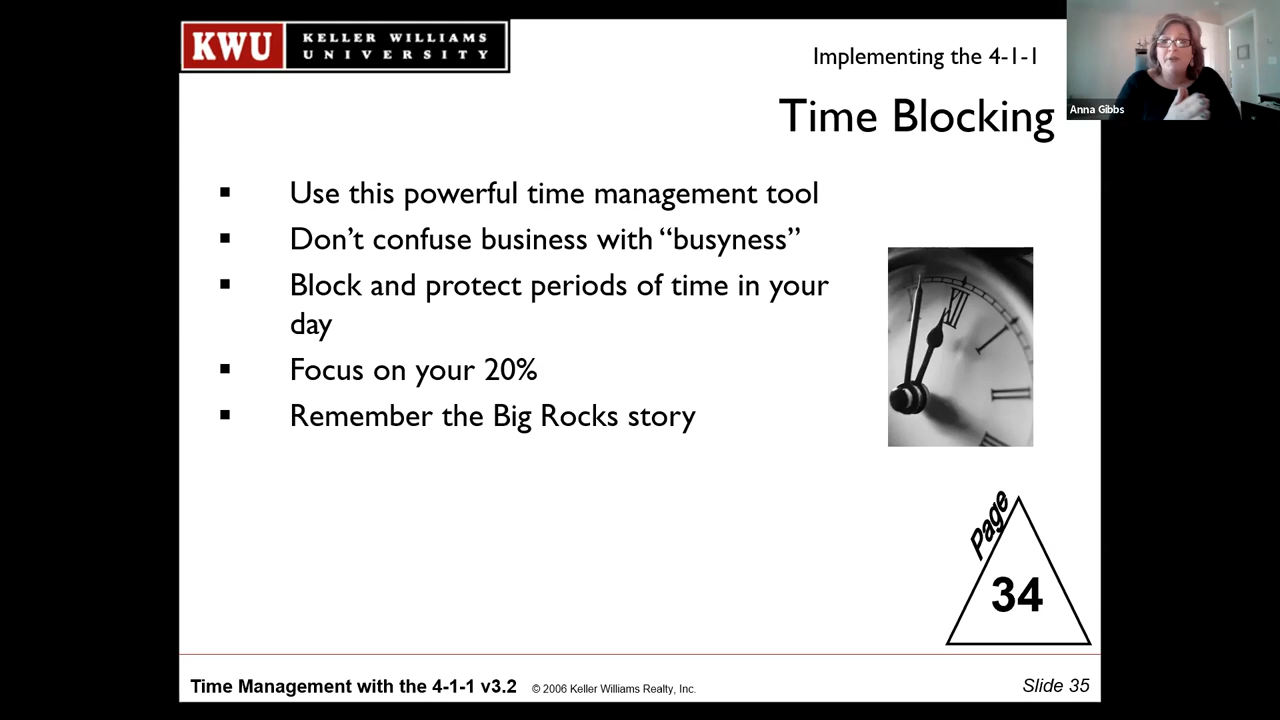 KWU KELLER WILLIAMS
UNIVERSITY
Implementing the 4-1-1
Time Blocking
Anna Gibbs
▪ Use this powerful time management tool
▪ Don’t confuse business with “busyness”
▪ Block and protect periods of time in your
day
▪ Focus on your 20%
▪ Remember the Big Rocks story
XII
I
III
Page
34
Time Management with the 4-1-1 v3.2 © 2006 Keller Williams Realty, Inc. Slide 35